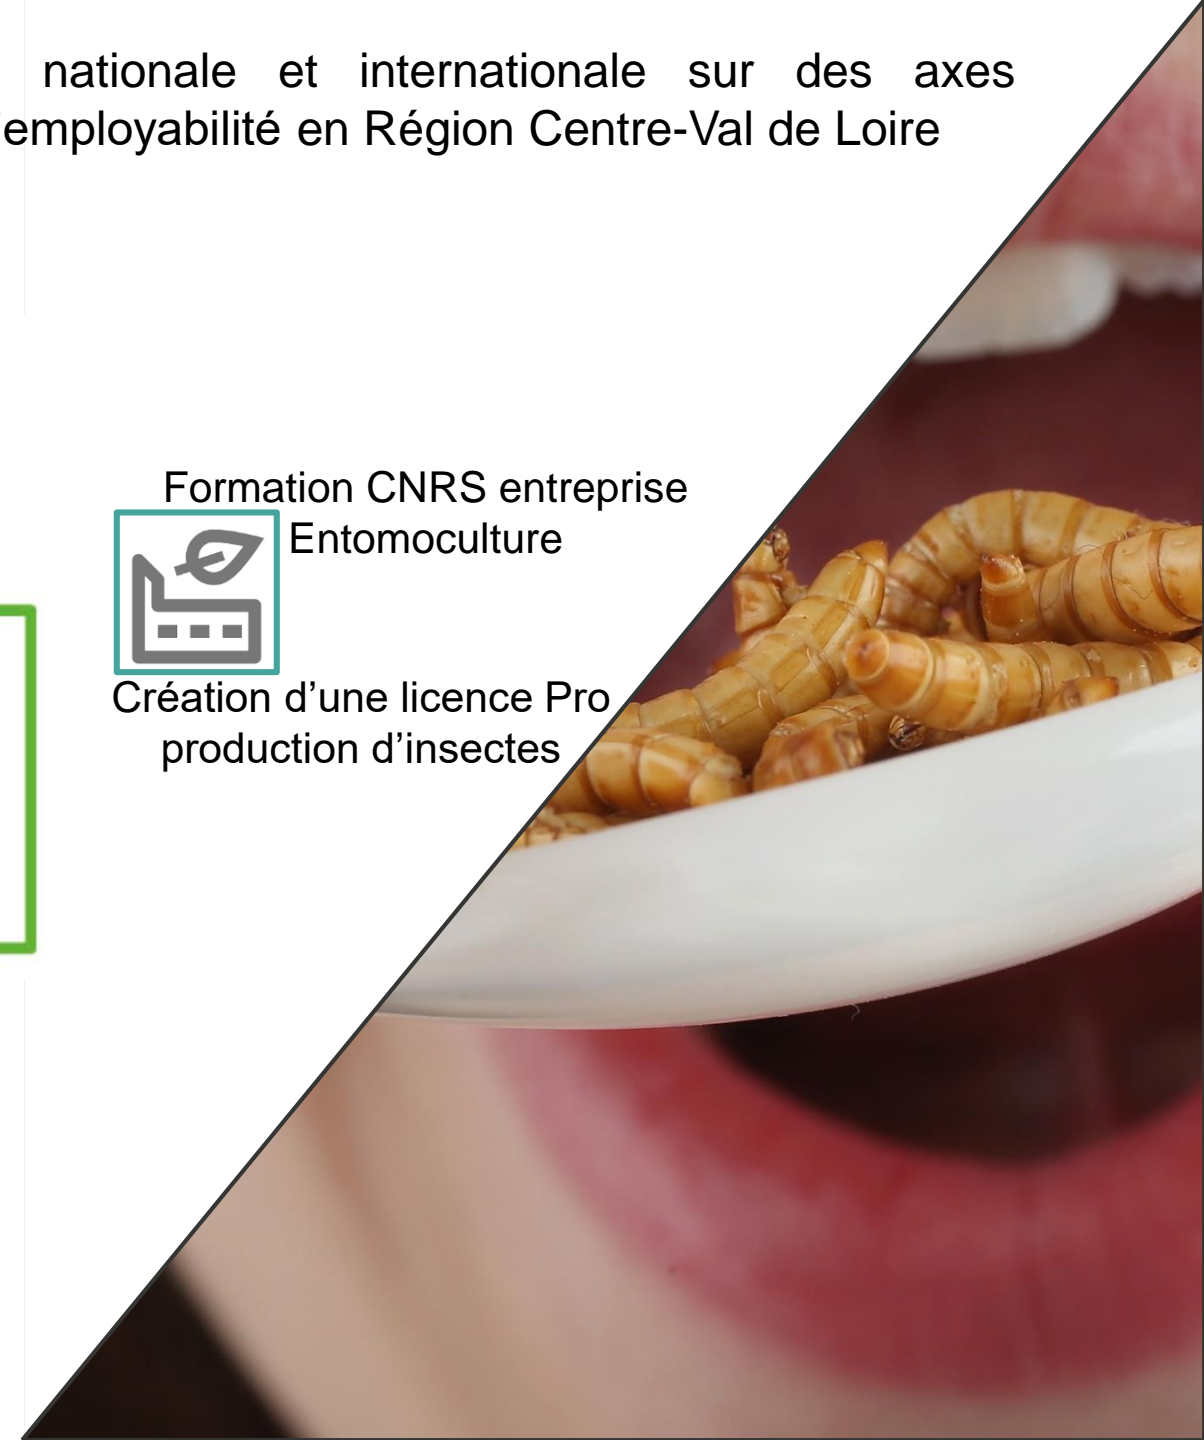 nationale et internationale sur des axes
'employabilité en Région Centre-Val de Loire
Formation CNRS entreprise
Entomoculture
Création d’une licence Pro
production d’insectes